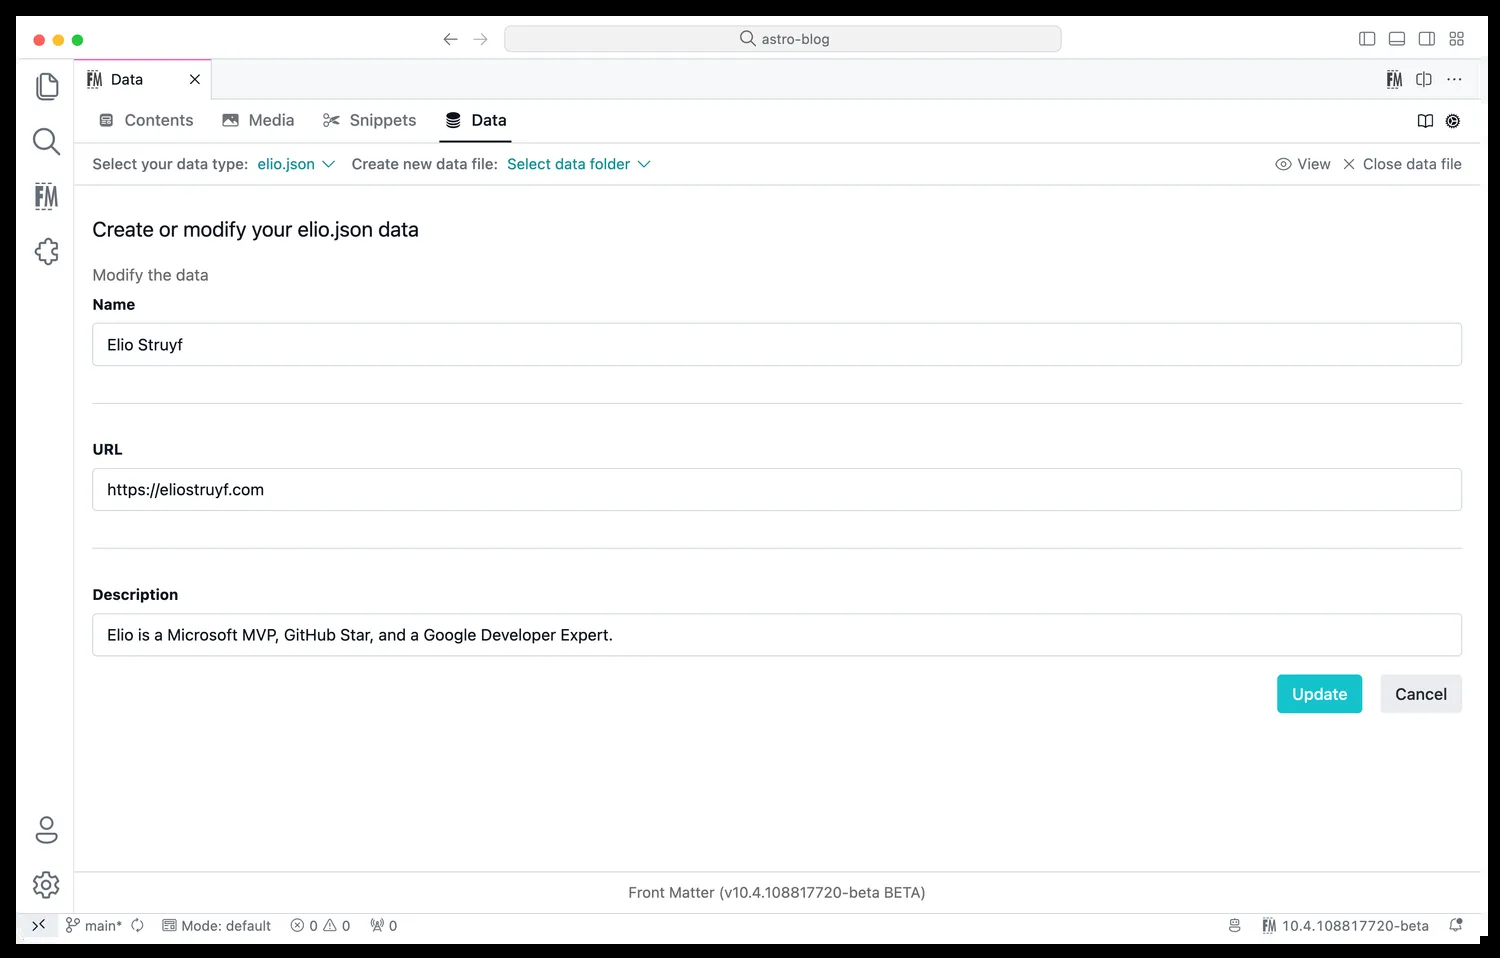 astro-blog
FM Data
FM
Contents Media Snippets Data
Select your data type: elio.json Create new data file: Select data folder View Close data file
FM
Create or modify your elio.json data
Modify the data
Name
Elio Struyf
URL
https://eliostruyf.com
Description
Elio is a Microsoft MVP, GitHub Star, and a Google Developer Expert.
Update Cancel
Front Matter (v10.4.108817720-beta BETA)
main* Mode: default 0 0 0 FM 10.4.108817720-beta